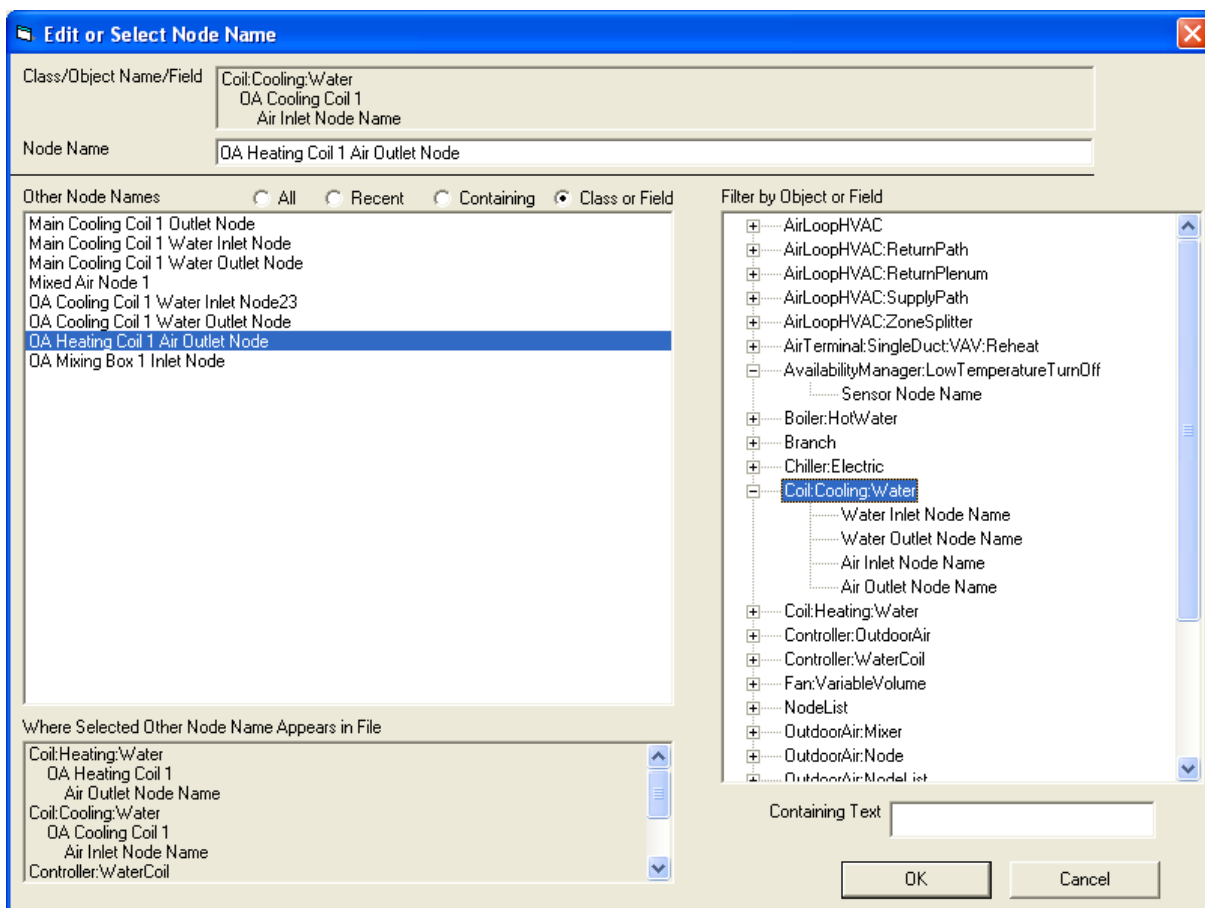 Edit or Select Node Name
Class/Object Name/Field
Coil:Cooling:Water
OA Cooling Coil 1
Air Inlet Node Name
Node Name
OA Heating Coil 1 Air Outlet Node
Other Node Names
All
Recent
Containing
Class or Field
Main Cooling Coil 1 Outlet Node
Main Cooling Coil 1 Water Inlet Node
Main Cooling Coil 1 Water Outlet Node
Mixed Air Node 1
OA Cooling Coil 1 Water Inlet Node23
OA Cooling Coil 1 Water Outlet Node
OA Heating Coil 1 Air Outlet Node
OA Mixing Box 1 Inlet Node
Where Selected Other Node Name Appears in File
Coil:Heating:Water
OA Heating Coil 1
Air Outlet Node Name
Coil:Cooling:Water
OA Cooling Coil 1
Air Inlet Node Name
Controller:WaterCoil
Filter by Object or Field
AirLoopHVAC
AirLoopHVAC:ReturnPath
AirLoopHVAC:ReturnPlenum
AirLoopHVAC:SupplyPath
AirLoopHVAC:ZoneSplitter
AirTerminal:SingleDuct:VAV:Reheat
AvailabilityManager:LowTemperatureTurnOff
Sensor Node Name
Boiler:HotWater
Branch
Chiller:Electric
Coil:Cooling:Water
Water Inlet Node Name
Water Outlet Node Name
Air Inlet Node Name
Air Outlet Node Name
Coil:Heating:Water
Controller:OutdoorAir
Controller:WaterCoil
Fan:VariableVolume
NodeList
OutdoorAir:Mixer
OutdoorAir:Node
OutdoorAir:NodeList
Containing Text
OK
Cancel